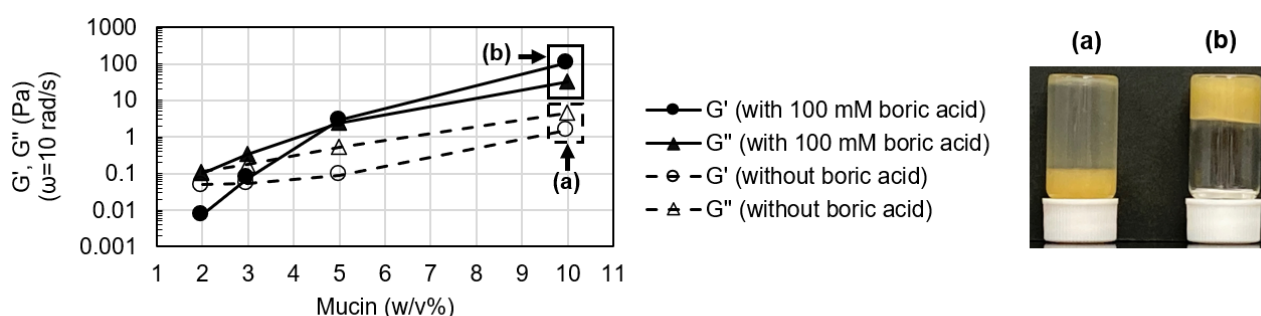 1000
100
10
1
0.1
0.01
0.001
G', G" (Pa)
(ω=10 rad/s)
1 2 3 4 5 6 7 8 9 10 11
Mucin (w/v%)
(b)
(a)
G' (with 100 mM boric acid)
G" (with 100 mM boric acid)
G' (without boric acid)
G" (without boric acid)
(a) (b)